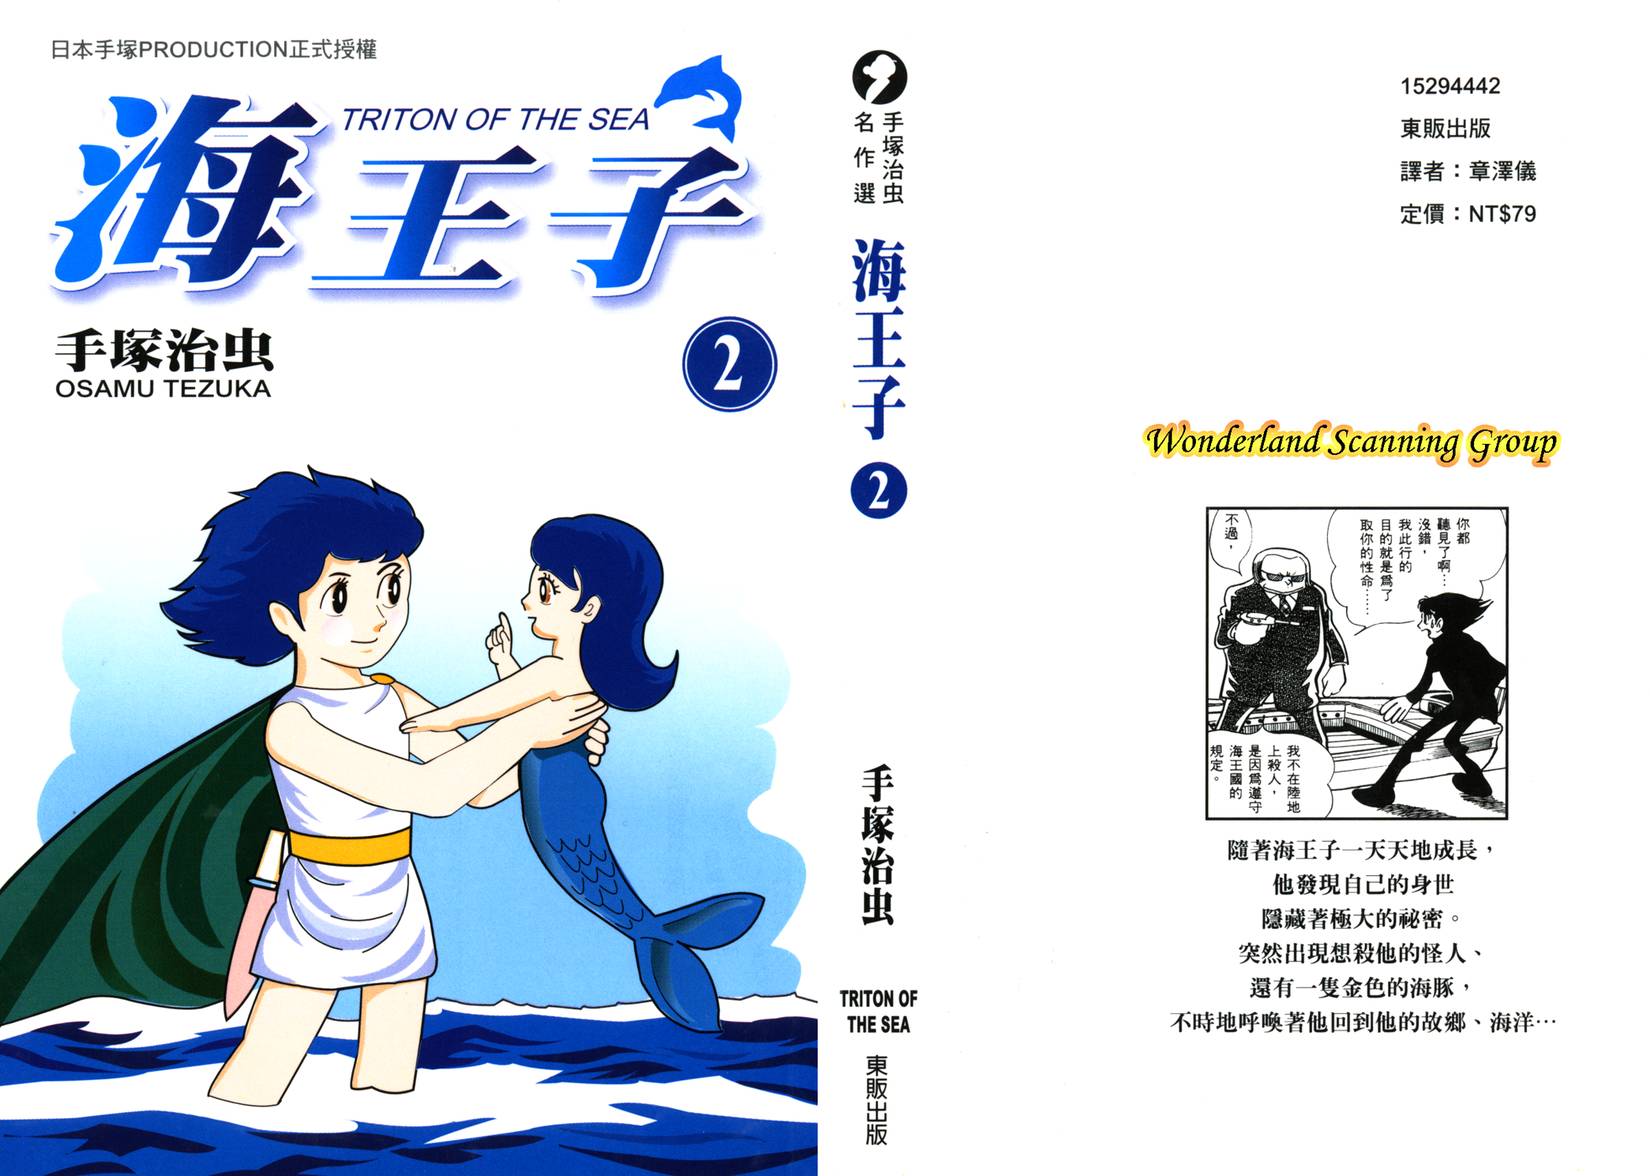 日本手塚PRODUCTION正式授權
TRITON OF THE SEA
海王子
手塚治虫
OSAMU TEZUKA
2
手塚治虫
名作選
海王子
2
手塚治虫
TRITON OF
THE SEA
東販出版
15294442
東販出版
譯者：章澤儀
定價：NT$79
Wonderland Scanning Group
你都
聽見了啊…
沒錯，
我此行的
目的就是為了
取你的性命……
不過，
我不在陸地
上殺人，
是因為遵守
海王國的
規定。
隨著海王子一天天地成長，
他發現自己的身世
隱藏著極大的祕密。
突然出現想殺他的怪人、
還有一隻金色的海豚，
不時地呼喚著他回到他的故鄉、海洋…